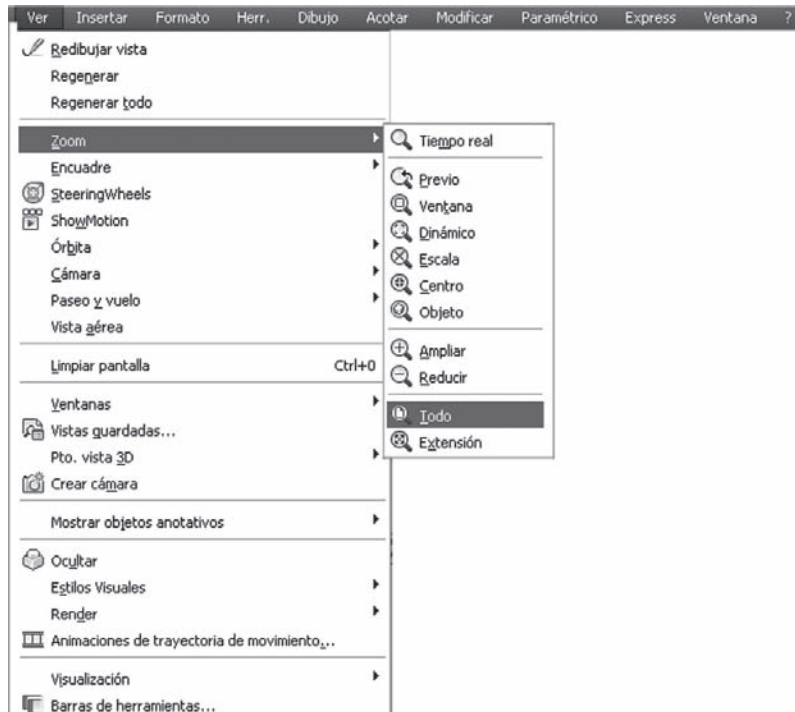 Ver Insertar Formato Herr. Dibujo Acotar Modificar Paramétrico Express Ventana ?
Redibujar vista
Regenerar
Regenerar todo
Zoom
Encuadre
SteeringWheels
ShowMotion
Órbita
Cámara
Paseo y vuelo
Vista aérea
Limpiar pantalla Ctrl+0
Ventanas
Vistas guardadas...
Pto. vista 3D
Crear cámara
Mostrar objetos anotativos
Ocultar
Estilos Visuales
Render
Animaciones de trayectoria de movimiento...
Visualización
Barras de herramientas...
Tiempo real
Previo
Ventana
Dinámico
Escala
Centro
Objeto
Ampliar
Reducir
Todo
Extensión